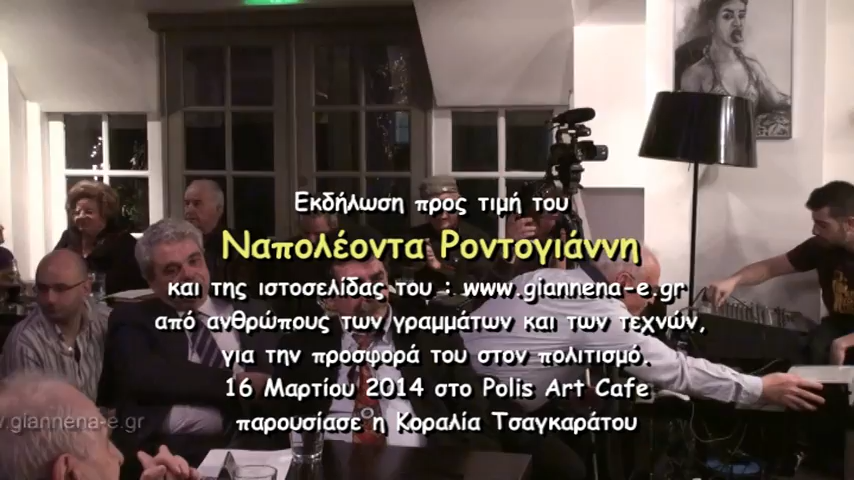 Εκδήλωση προς τιμή του
Ναπολέοντα Ροντογιάννη
και της ιστοσελίδας του : www.giannena-e.gr
από ανθρώπους των γραμμάτων και των τεχνών,
για την προσφορά του στον πολιτισμό.
16 Μαρτίου 2014 στο Polis Art Cafe
παρουσίασε η Κοραλία Τσαγκαράτου
.giannena-e.gr